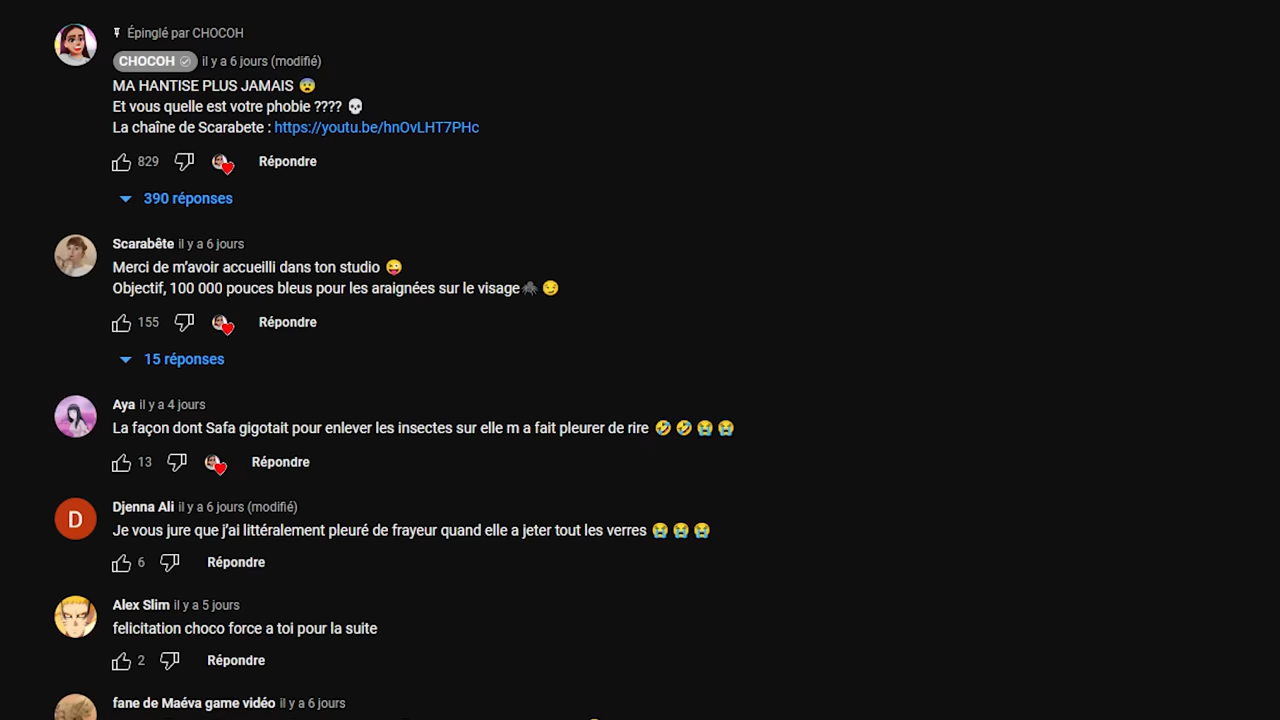 Épinglé par CHOCOH
CHOCOH il y a 6 jours (modifié)
MA HANTISE PLUS JAMAIS 😨
Et vous quelle est votre phobie ???? 💀
La chaîne de Scarabete : https://youtu.be/hnOvLHT7PHc
829 Répondre
390 réponses
Scarabête il y a 6 jours
Merci de m’avoir accueilli dans ton studio 😜
Objectif, 100 000 pouces bleus pour les araignées sur le visage🕷️ 😏
155 Répondre
15 réponses
Aya il y a 4 jours
La façon dont Safa gigotait pour enlever les insectes sur elle m a fait pleurer de rire 🤣 🤣 😭 😭
13 Répondre
D
Djenna Ali il y a 6 jours (modifié)
Je vous jure que j’ai littéralement pleuré de frayeur quand elle a jeter tout les verres 😭 😭 😭
6 Répondre
Alex Slim il y a 5 jours
felicitation choco force a toi pour la suite
2 Répondre
fane de Maéva game vidéo il y a 6 jours